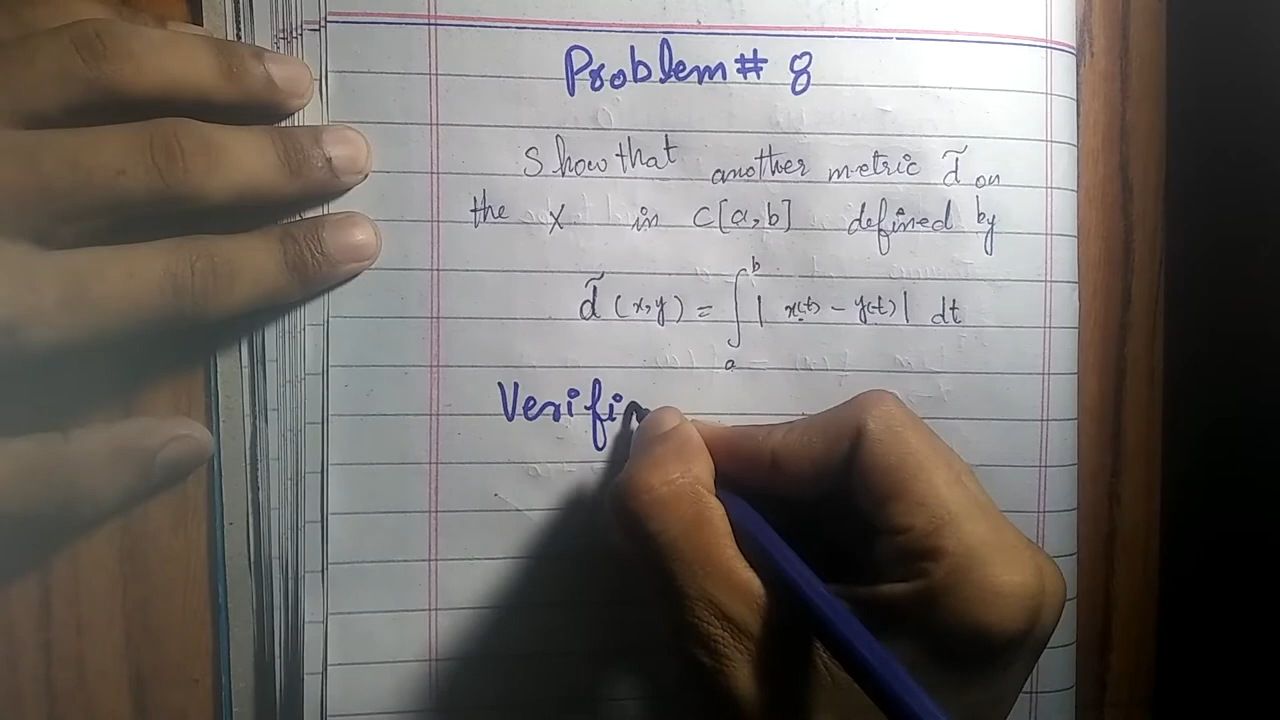 Problem # 8
Show that another metric d̃ on
the X in C[a,b] defined by
d̃ (x,y) = ∫ₐᵇ | x(t) - y(t) | dt
Verifi